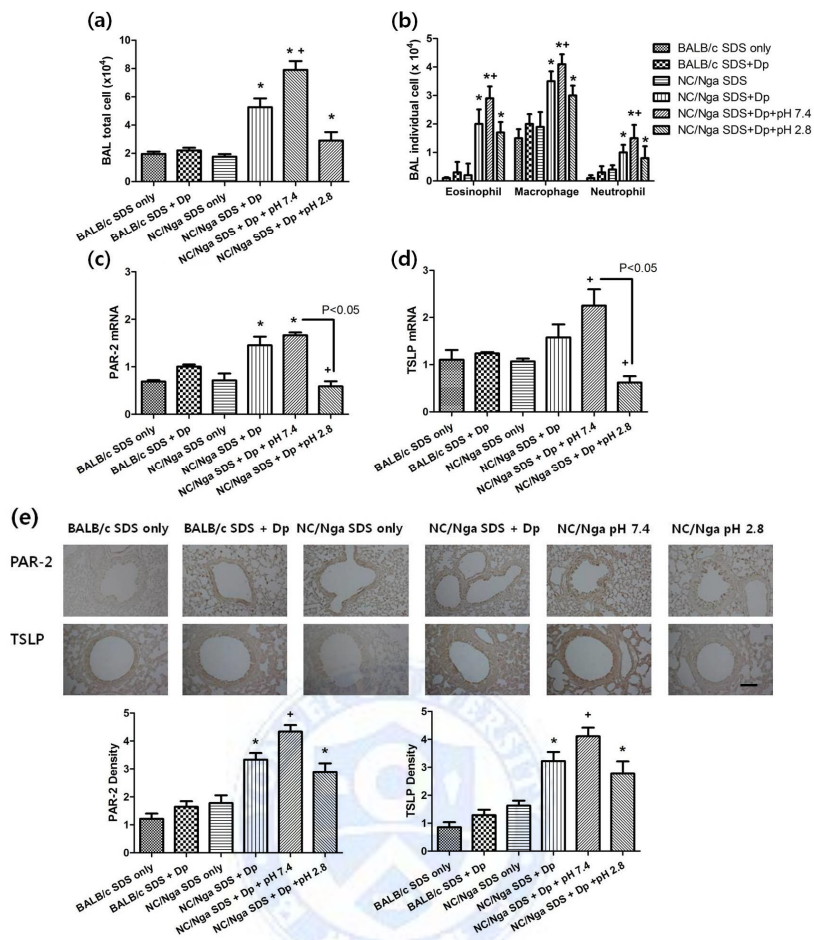 (a)
BAL total cell (x10⁴)
10
8
6
4
2
0
*
* +
*
BALB/c SDS only
BALB/c SDS + Dp
NC/Nga SDS only
NC/Nga SDS + Dp
NC/Nga SDS + Dp + pH 7.4
NC/Nga SDS + Dp +pH 2.8
(b)
BAL individual cell (x 10⁴)
5
4
3
2
1
0
*
*+
*
*
*+
*
*
*+
*
Eosinophil Macrophage Neutrophil
BALB/c SDS only
BALB/c SDS+Dp
NC/Nga SDS
NC/Nga SDS+Dp
NC/Nga SDS+Dp+pH 7.4
NC/Nga SDS+Dp+pH 2.8
(c)
PAR-2 mRNA
3
2
1
0
*
*
P<0.05
+
BALB/c SDS only
BALB/c SDS + Dp
NC/Nga SDS only
NC/Nga SDS + Dp
NC/Nga SDS + Dp + pH 7.4
NC/Nga SDS + Dp +pH 2.8
(d)
TSLP mRNA
3
2
1
0
+
P<0.05
+
BALB/c SDS only
BALB/c SDS + Dp
NC/Nga SDS only
NC/Nga SDS + Dp
NC/Nga SDS + Dp + pH 7.4
NC/Nga SDS + Dp +pH 2.8
(e)
BALB/c SDS only BALB/c SDS + Dp NC/Nga SDS only NC/Nga SDS + Dp NC/Nga pH 7.4 NC/Nga pH 2.8
PAR-2
TSLP
PAR-2 Density
5
4
3
2
1
0
*
+
*
BALB/c SDS only
BALB/c SDS + Dp
NC/Nga SDS only
NC/Nga SDS + Dp
NC/Nga SDS + Dp + pH 7.4
NC/Nga SDS + Dp +pH 2.8
TSLP Density
5
4
3
2
1
0
*
+
*
BALB/c SDS only
BALB/c SDS + Dp
NC/Nga SDS only
NC/Nga SDS + Dp
NC/Nga SDS + Dp + pH 7.4
NC/Nga SDS + Dp +pH 2.8